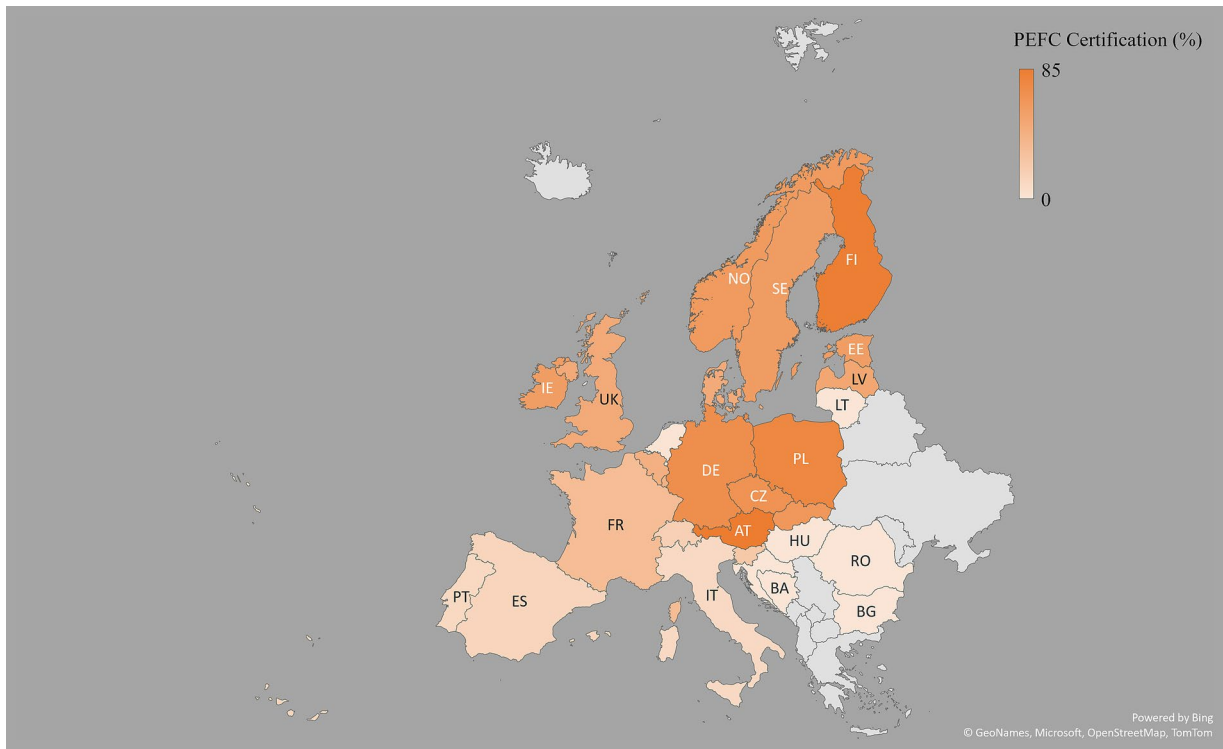 PEFC Certification (%)
85
0
NO
FI
SE
EE
IE
LV
UK
LT
DE
PL
CZ
FR
AT
HU
RO
PT
ES
IT
BA
BG
Powered by Bing
© GeoNames, Microsoft, OpenStreetMap, TomTom